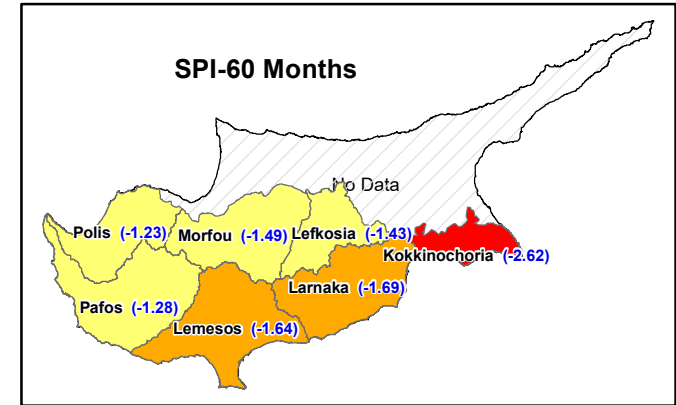 SPI-60 Months
No Data
Polis (-1.23)
Morfou (-1.49)
Lefkosia (-1.43)
Kokkinochoria (-2.62)
Larnaka (-1.69)
Pafos (-1.28)
Lemesos (-1.64)